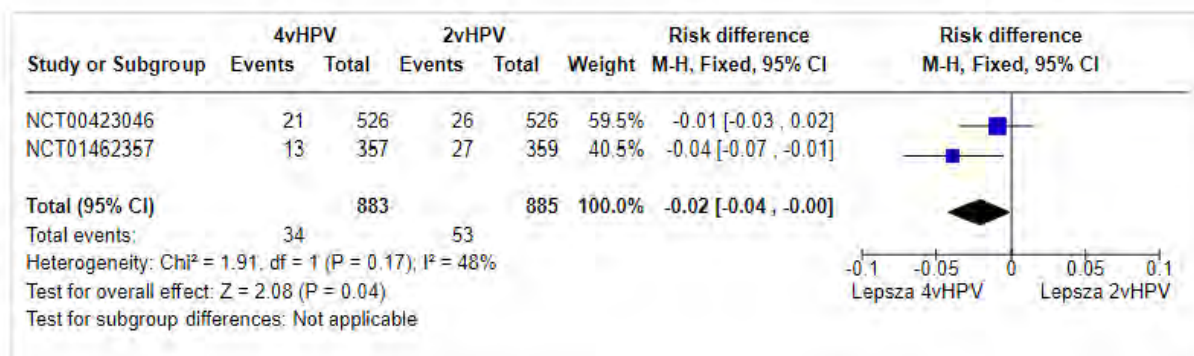 4vHPV 2vHPV Risk difference Risk difference
Study or Subgroup Events Total Events Total Weight M-H, Fixed, 95% CI M-H, Fixed, 95% CI
NCT00423046 21 526 26 526 59.5% -0.01 [-0.03 , 0.02]
NCT01462357 13 357 27 359 40.5% -0.04 [-0.07 , -0.01]
Total (95% CI) 883 885 100.0% -0.02 [-0.04 , -0.00]
Total events: 34 53
Heterogeneity: Chi² = 1.91, df = 1 (P = 0.17); I² = 48%
Test for overall effect: Z = 2.08 (P = 0.04)
Test for subgroup differences: Not applicable
-0.1 -0.05 0 0.05 0.1
Lepsza 4vHPV Lepsza 2vHPV